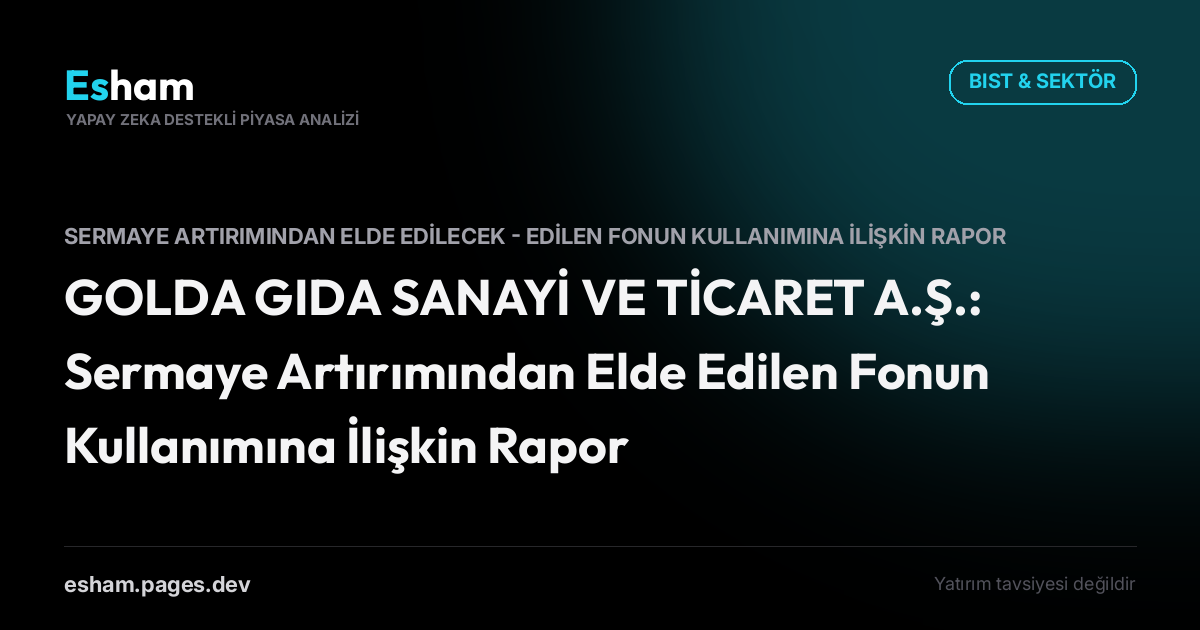 Esham
BIST & SEKTÖR
YAPAY ZEKA DESTEKLİ PİYASA ANALİZİ
SERMAYE ARTIRIMINDAN ELDE EDİLECEK - EDİLEN FONUN KULLANIMINA İLİŞKİN RAPOR
GOLDA GIDA SANAYİ VE TİCARET A.Ş.:
Sermaye Artırımından Elde Edilen Fonun
Kullanımına İlişkin Rapor
esham.pages.dev
Yatırım tavsiyesi değildir